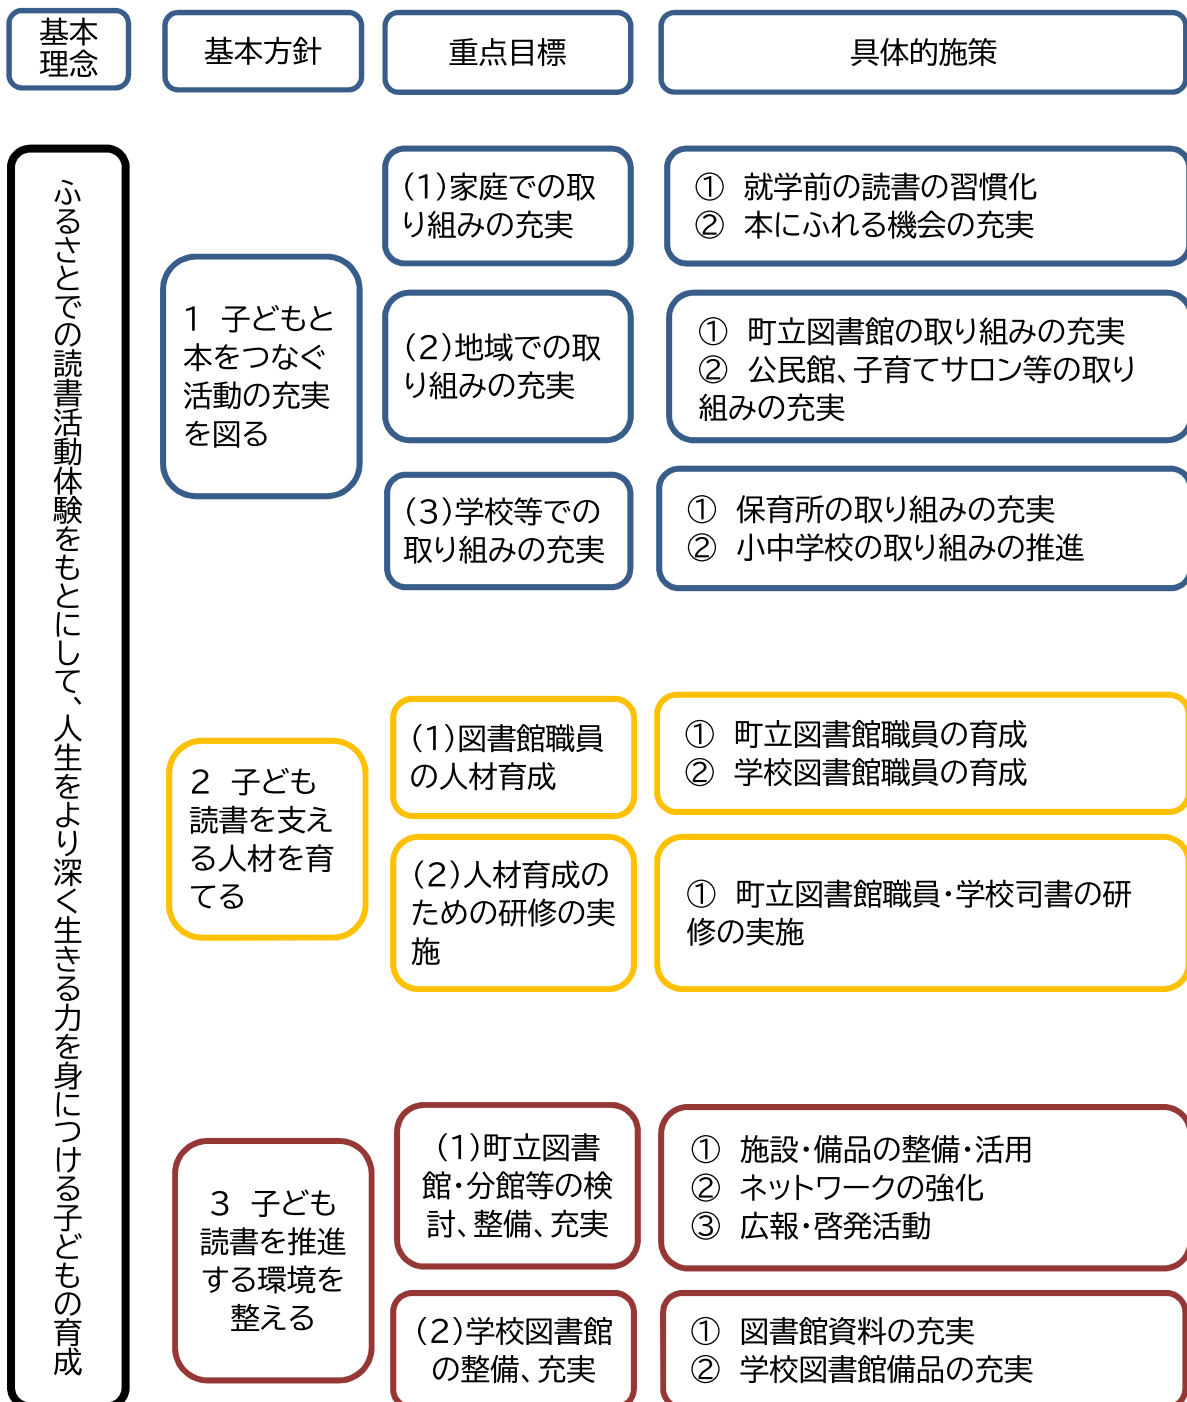 基本
理念
基本方針
重点目標
具体的施策
ふるさとでの読書活動体験をもとにして、人生をより深く生きる力を身につける子どもの育成
1　子どもと
本をつなぐ
活動の充実
を図る
(1)家庭での取
り組みの充実
①　就学前の読書の習慣化
②　本にふれる機会の充実
(2)地域での取
り組みの充実
①　町立図書館の取り組みの充実
②　公民館、子育てサロン等の取り
組みの充実
(3)学校等での
取り組みの充実
①　保育所の取り組みの充実
②　小中学校の取り組みの推進
2　子ども
読書を支え
る人材を育
てる
(1)図書館職員
の人材育成
①　町立図書館職員の育成
②　学校図書館職員の育成
(2)人材育成の
ための研修の実
施
①　町立図書館職員・学校司書の研
修の実施
3　子ども
読書を推進
する環境を
整える
(1)町立図書
館・分館等の検
討、整備、充実
①　施設・備品の整備・活用
②　ネットワークの強化
③　広報・啓発活動
(2)学校図書館
の整備、充実
①　図書館資料の充実
②　学校図書館備品の充実